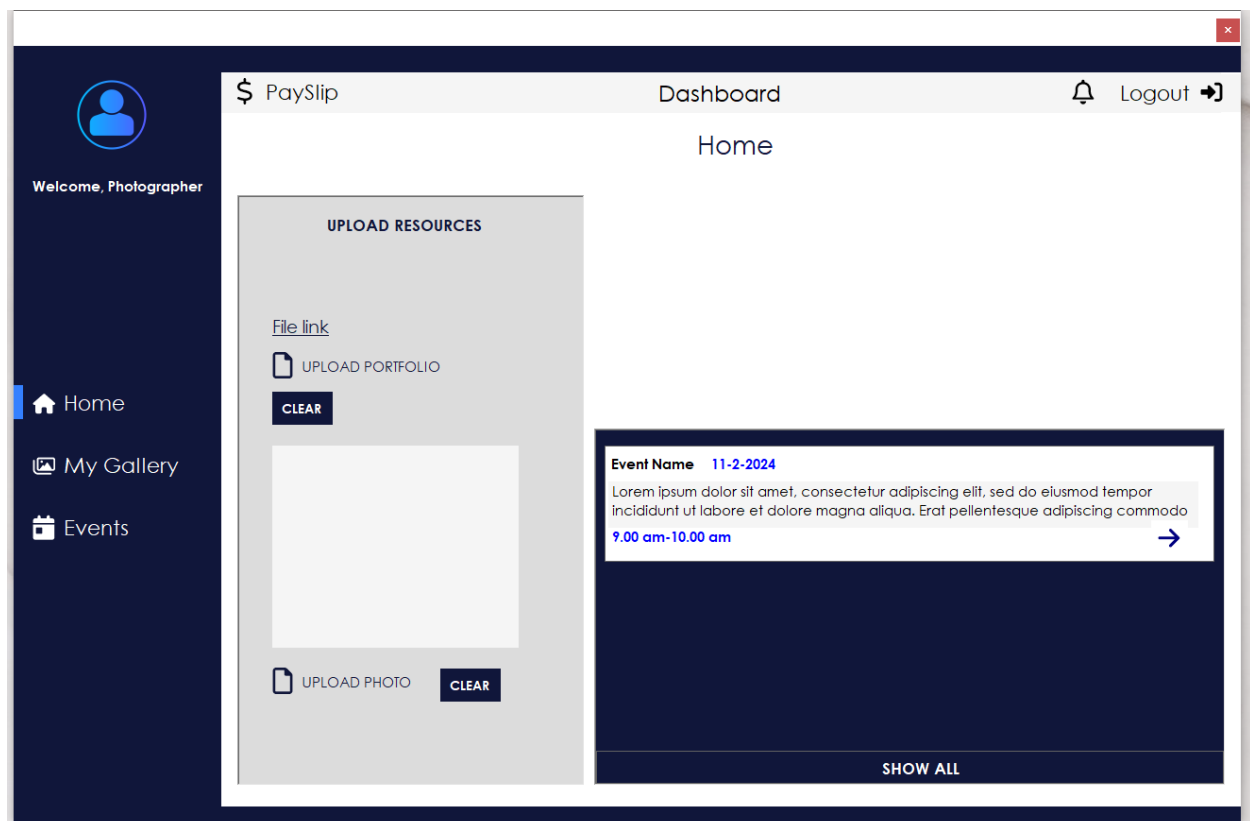 $ PaySlip
Dashboard
Logout
Home
Welcome, Photographer
UPLOAD RESOURCES
File link
UPLOAD PORTFOLIO
CLEAR
Home
My Gallery
Events
UPLOAD PHOTO
CLEAR
Event Name 11-2-2024
Lorem ipsum dolor sit amet, consectetur adipiscing elit, sed do eiusmod tempor
incididunt ut labore et dolore magna aliqua. Erat pellentesque adipiscing commodo
9.00 am-10.00 am
SHOW ALL